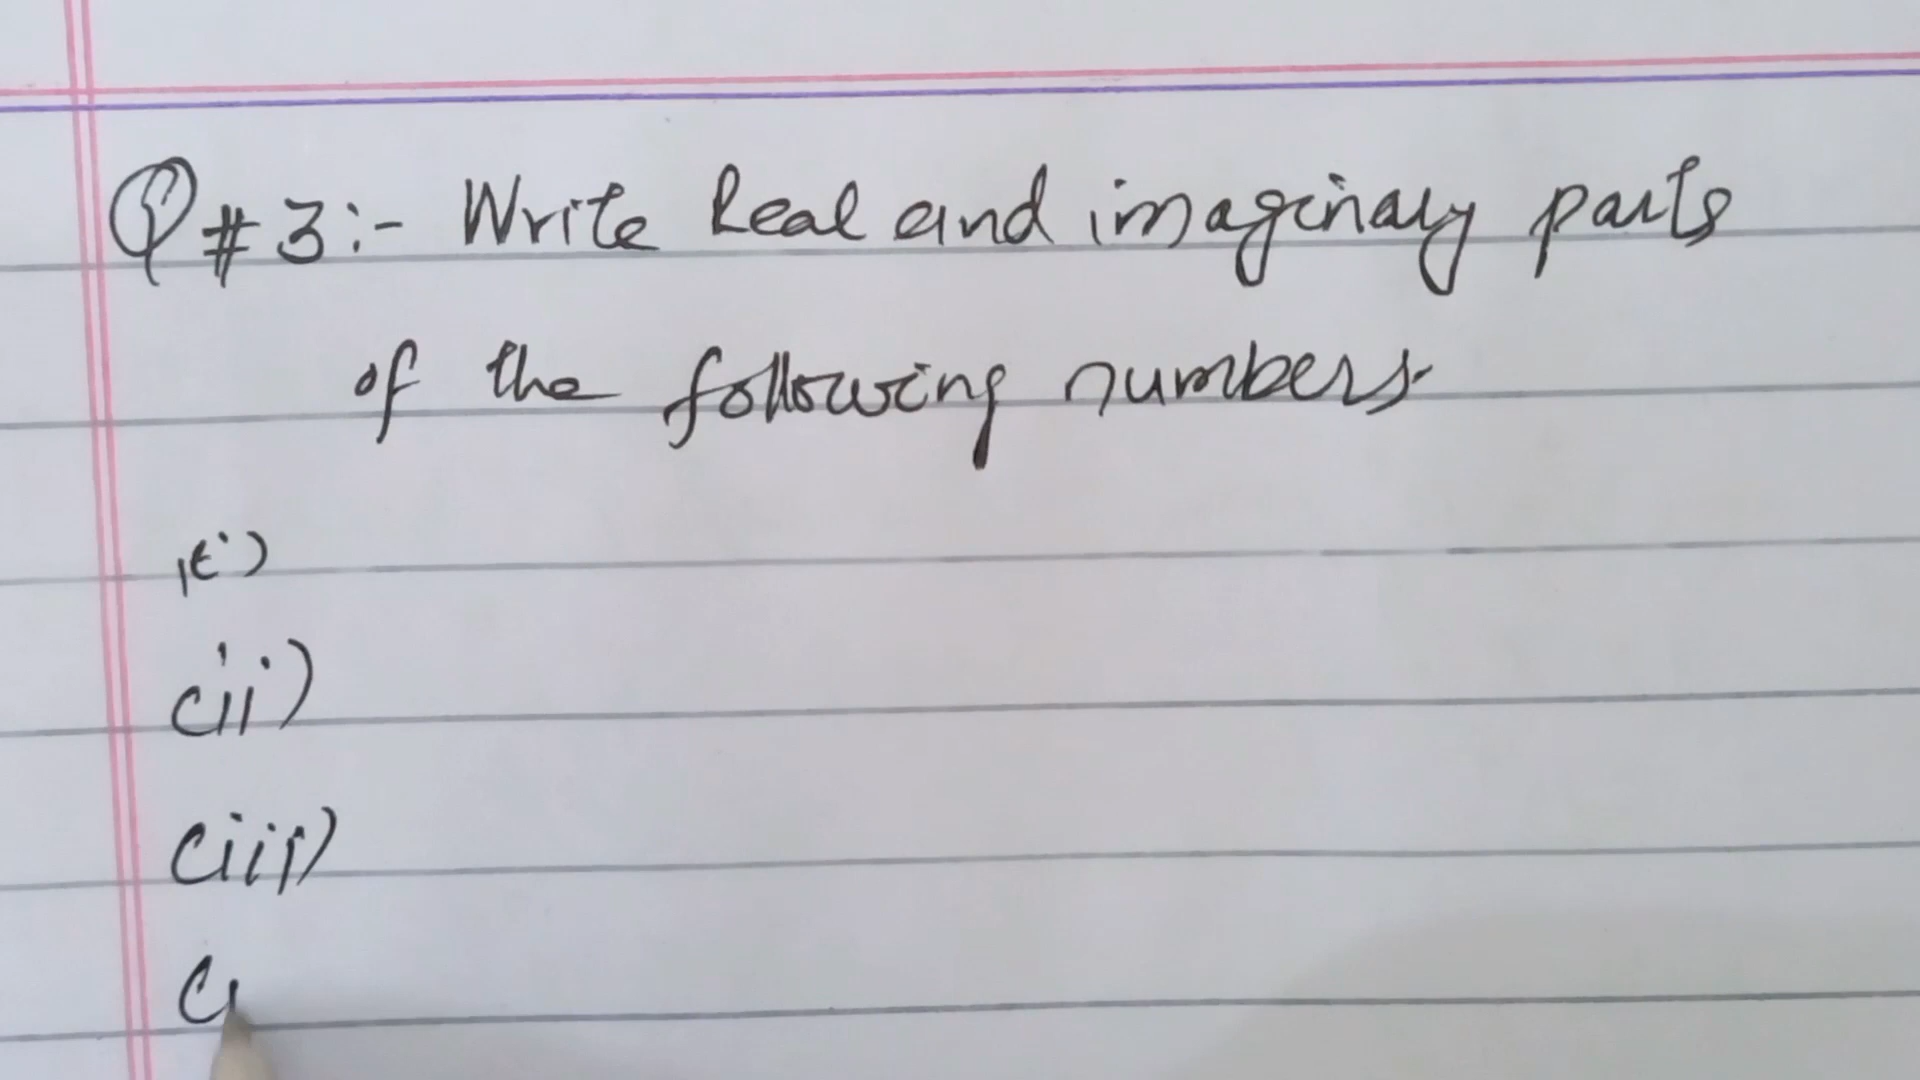 Q#3:- Write Real and imaginary parts
of the following numbers.
(i)
(ii)
(iii)
(i